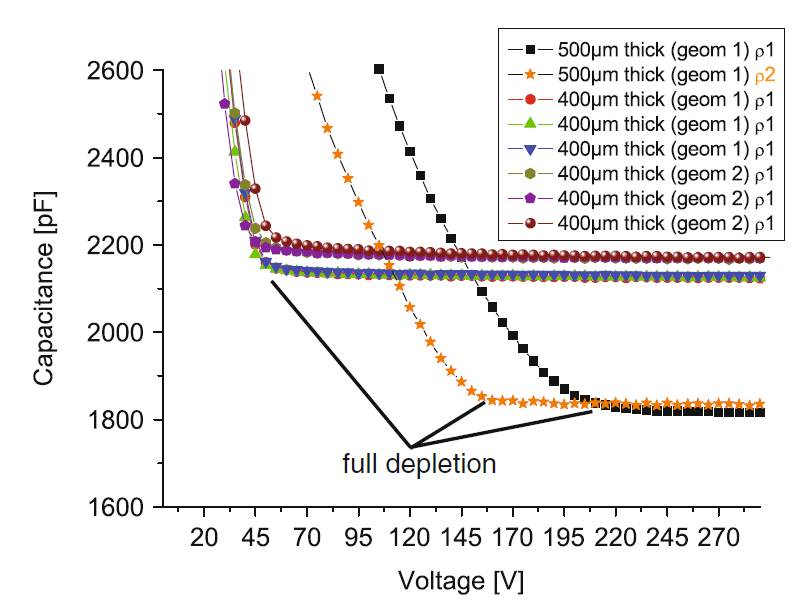 500μm thick (geom 1) ρ1
500μm thick (geom 1) ρ2
400μm thick (geom 1) ρ1
400μm thick (geom 1) ρ1
400μm thick (geom 1) ρ1
400μm thick (geom 2) ρ1
400μm thick (geom 2) ρ1
400μm thick (geom 2) ρ1
2600
2400
2200
2000
1800
1600
Capacitance [pF]
full depletion
20 45 70 95 120 145 170 195 220 245 270
Voltage [V]